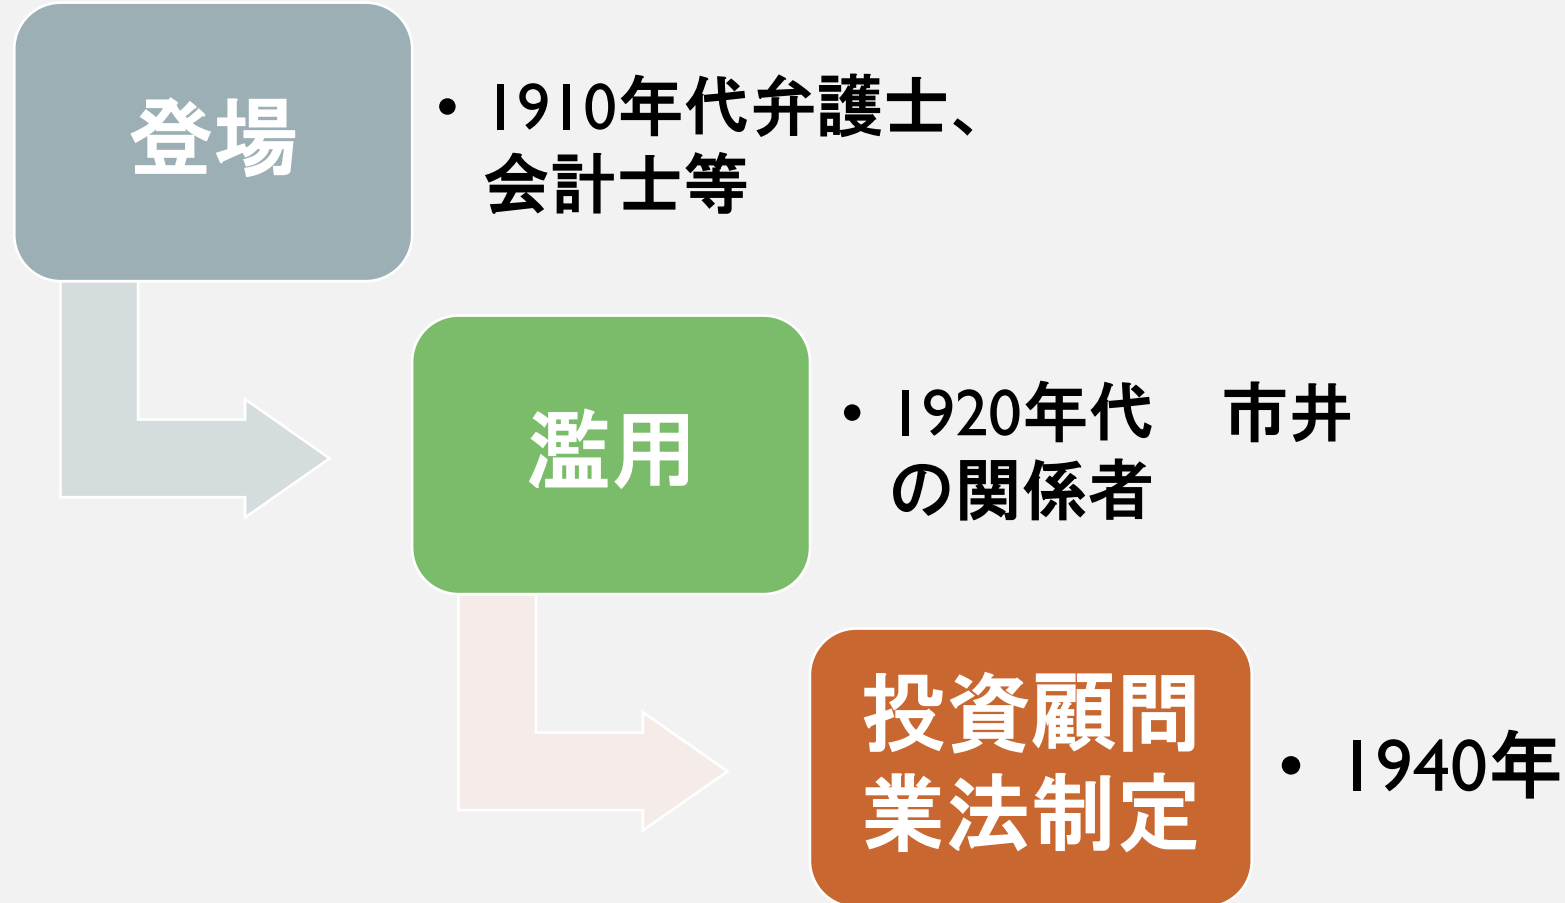 登場
• 1910年代弁護士、
会計士等
濫用
• 1920年代　市井
の関係者
投資顧問
業法制定
• 1940年